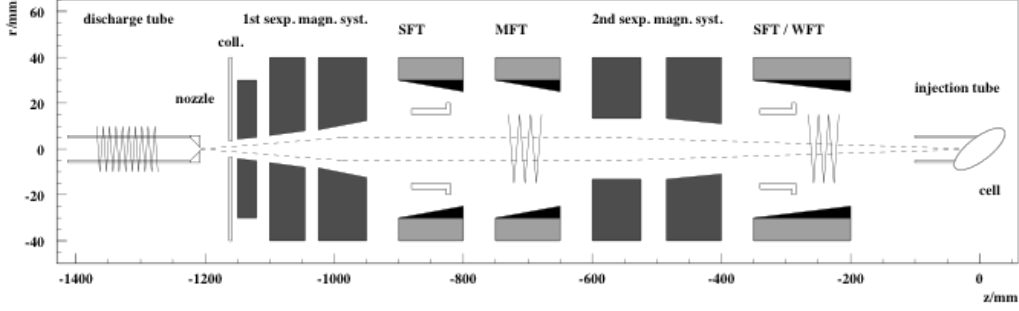 r/mm
60
40
20
0
-20
-40
discharge tube
1st sexp. magn. syst.
2nd sexp. magn. syst.
coll.
SFT
MFT
SFT / WFT
nozzle
injection tube
cell
-1400
-1200
-1000
-800
-600
-400
-200
0
z/mm